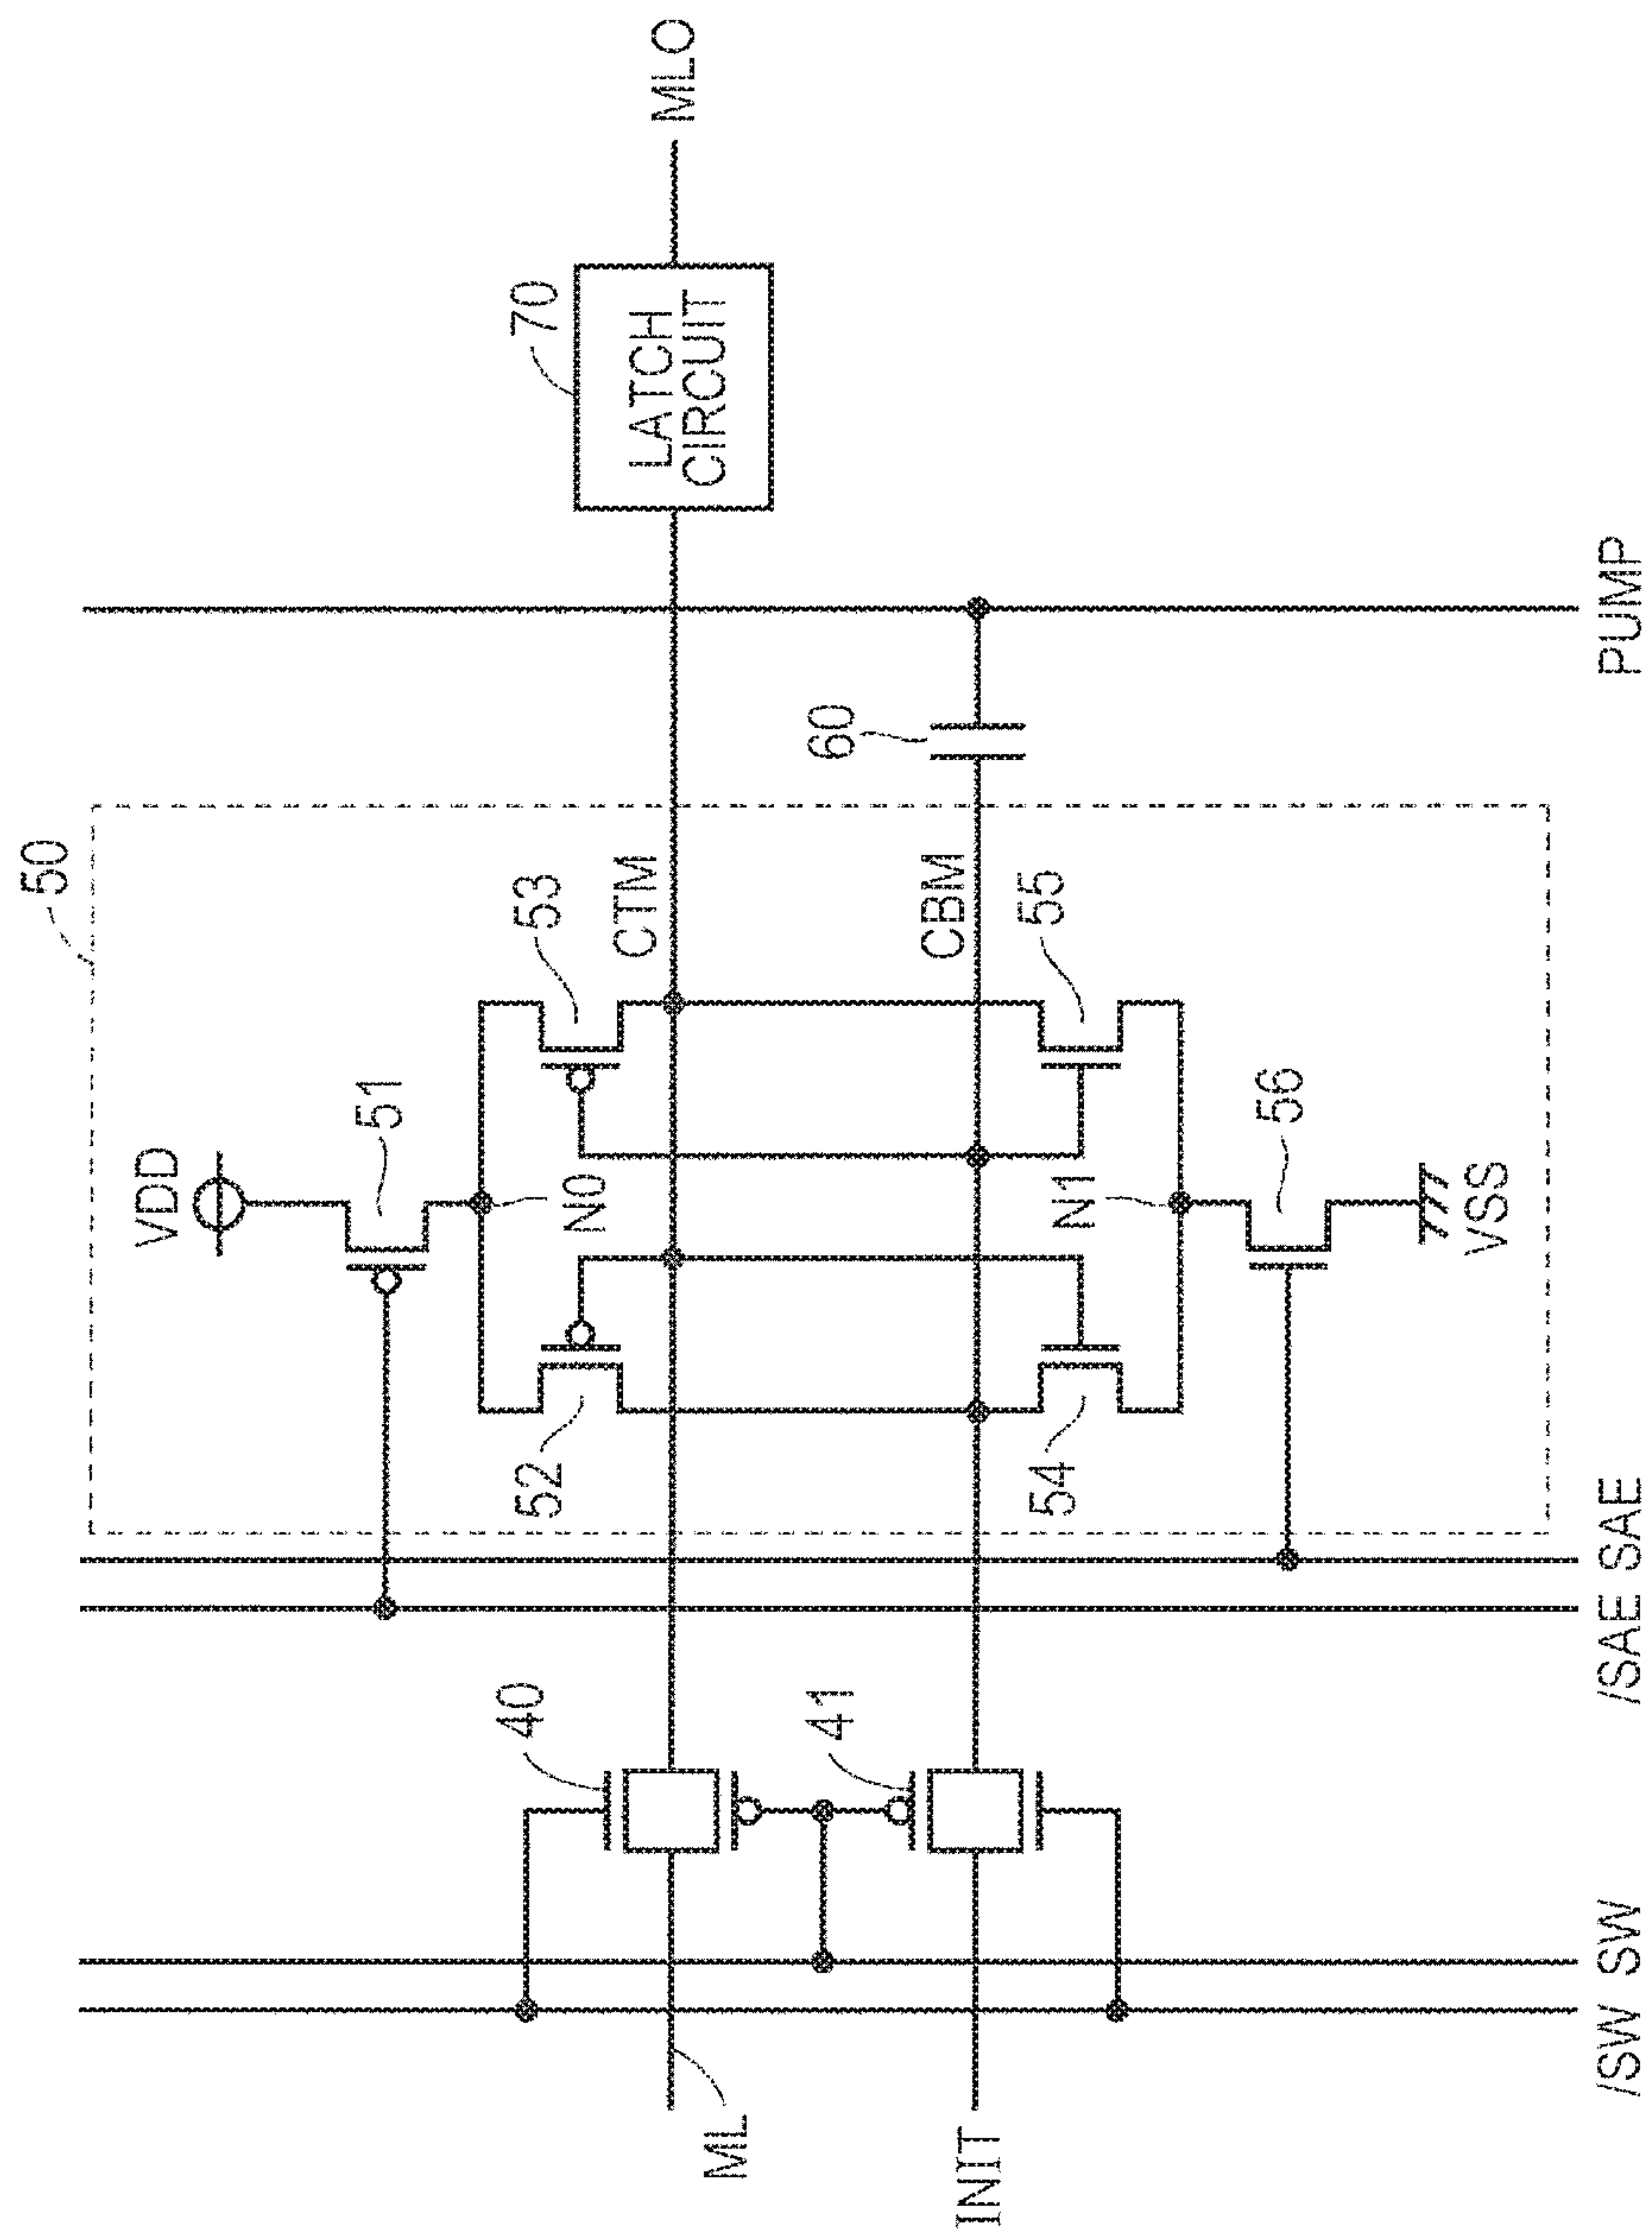 50
VDD
51
53
CTM
70
LATCH
CIRCUIT
MLO
N0
52
60
CBM
55
N1
54
56
VSS
40
41
ML
INIT
/SW SW
/SAE SAE
PUMP